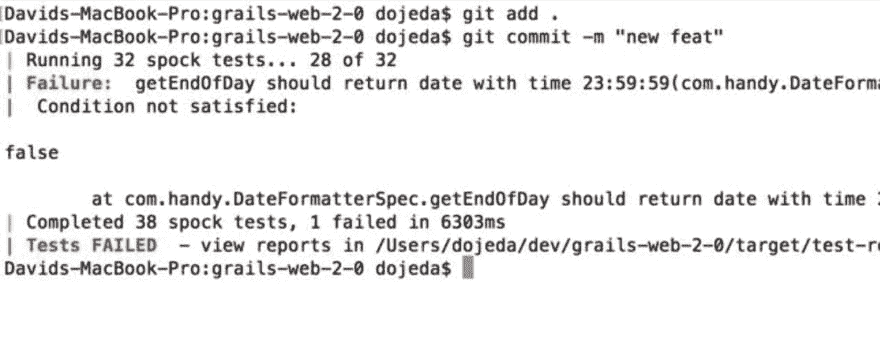 Davids-MacBook-Pro:grails-web-2-0 dojeda$ git add .
Davids-MacBook-Pro:grails-web-2-0 dojeda$ git commit -m "new feat"
| Running 32 spock tests... 28 of 32
| Failure:  getEndOfDay should return date with time 23:59:59(com.handy.DateForma
|  Condition not satisfied:
false
at com.handy.DateFormatterSpec.getEndOfDay should return date with time
| Completed 38 spock tests, 1 failed in 6303ms
| Tests FAILED  - view reports in /Users/dojeda/dev/grails-web-2-0/target/test-re
Davids-MacBook-Pro:grails-web-2-0 dojeda$